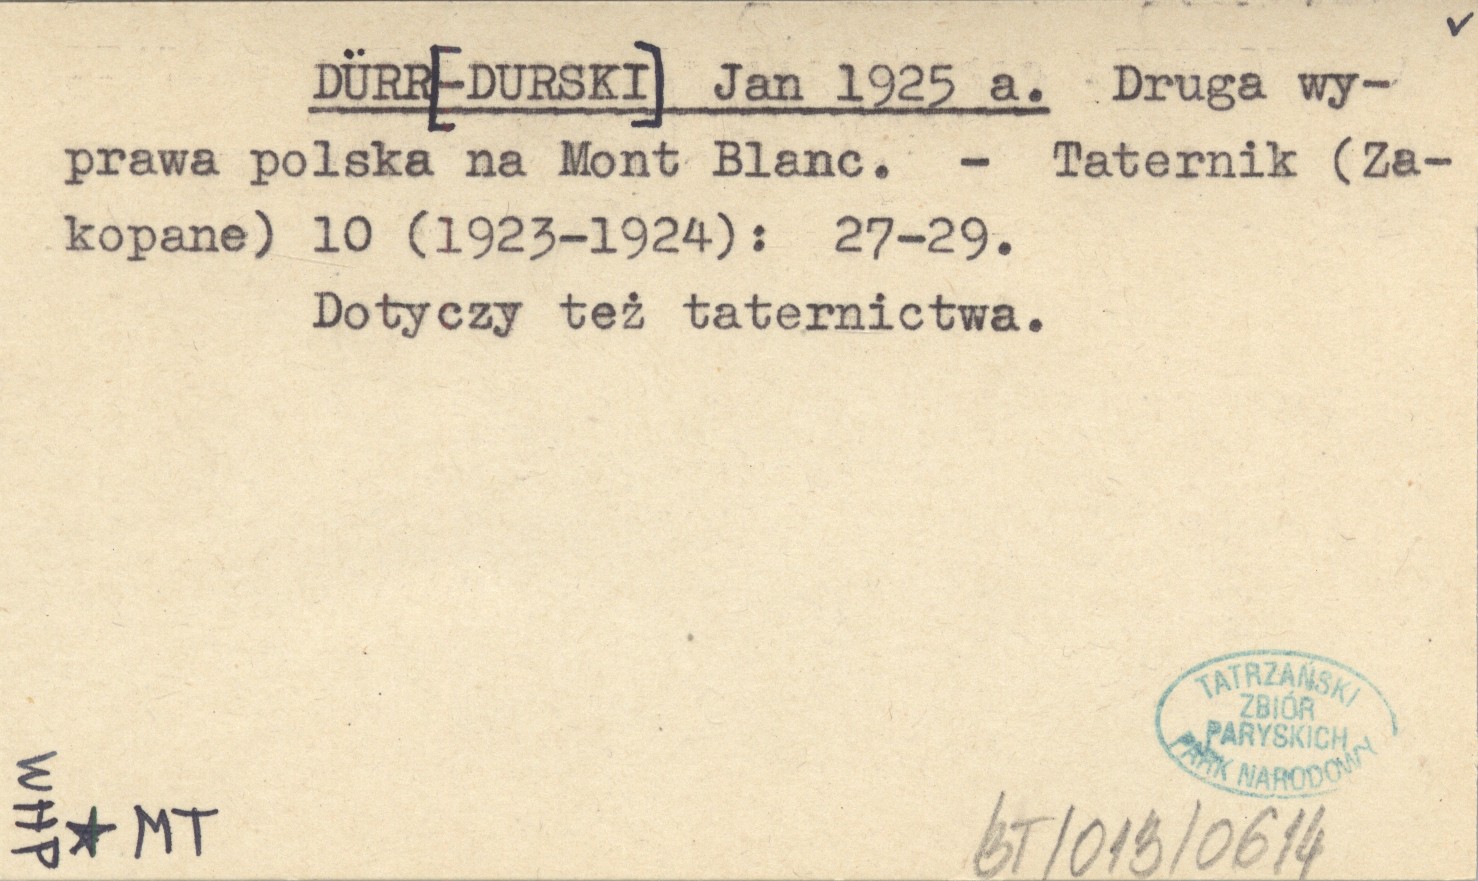 ✓
DÜRR[-DURSKI] Jan 1925 a. Druga wy-
prawa polska na Mont Blanc. - Taternik (Za-
kopane) 10 (1923-1924): 27-29.
Dotyczy też taternictwa.
TATRZAŃSKI
ZBIÓR
PARYSKICH
PARK NARODOWY
WHP
★ MT
BT/013/0614